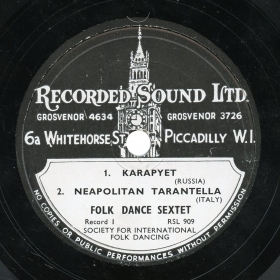 RECORDED SOUND LTD.
GROSVENOR 4634 GROSVENOR 3726
6a WHITEHORSE ST PICCADILLY W.1.
1. KARAPYET
(RUSSIA)
2. NEAPOLITAN TARANTELLA
(ITALY)
FOLK DANCE SEXTET
Record 1 RSL 909
SOCIETY FOR INTERNATIONAL
FOLK DANCING
NO COPIES OR PUBLIC PERFORMANCES WITHOUT PERMISSION